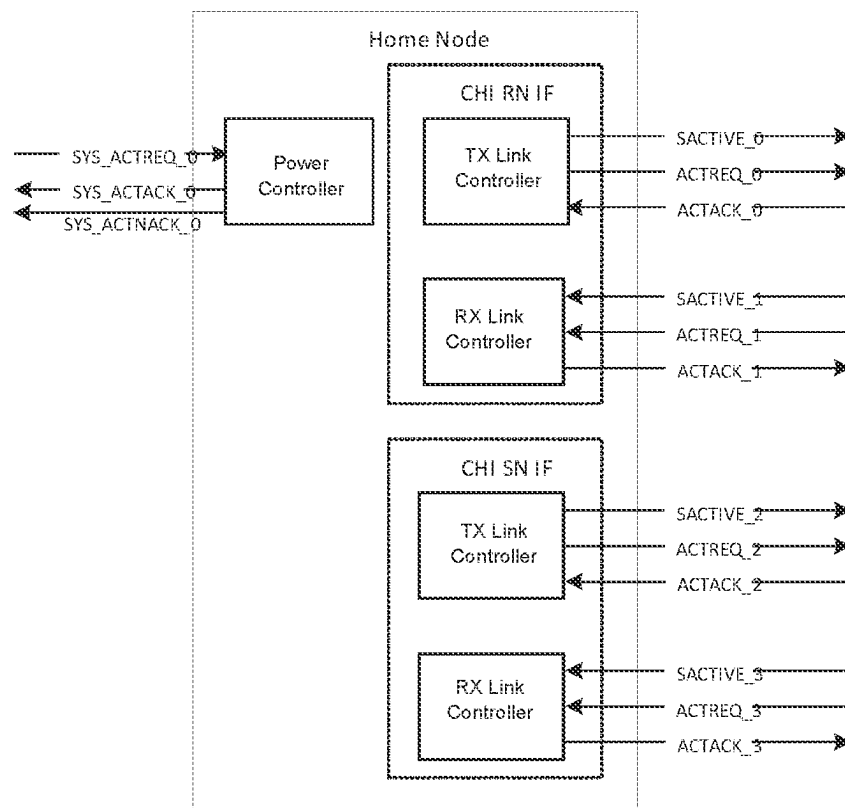 Home Node
CHI RN IF
SYS_ACTREQ_0
SYS_ACTACK_0
SYS_ACTNACK_0
Power
Controller
TX Link
Controller
SACTIVE_0
ACTREQ_0
ACTACK_0
RX Link
Controller
SACTIVE_1
ACTREQ_1
ACTACK_1
CHI SN IF
TX Link
Controller
SACTIVE_2
ACTREQ_2
ACTACK_2
RX Link
Controller
SACTIVE_3
ACTREQ_3
ACTACK_3